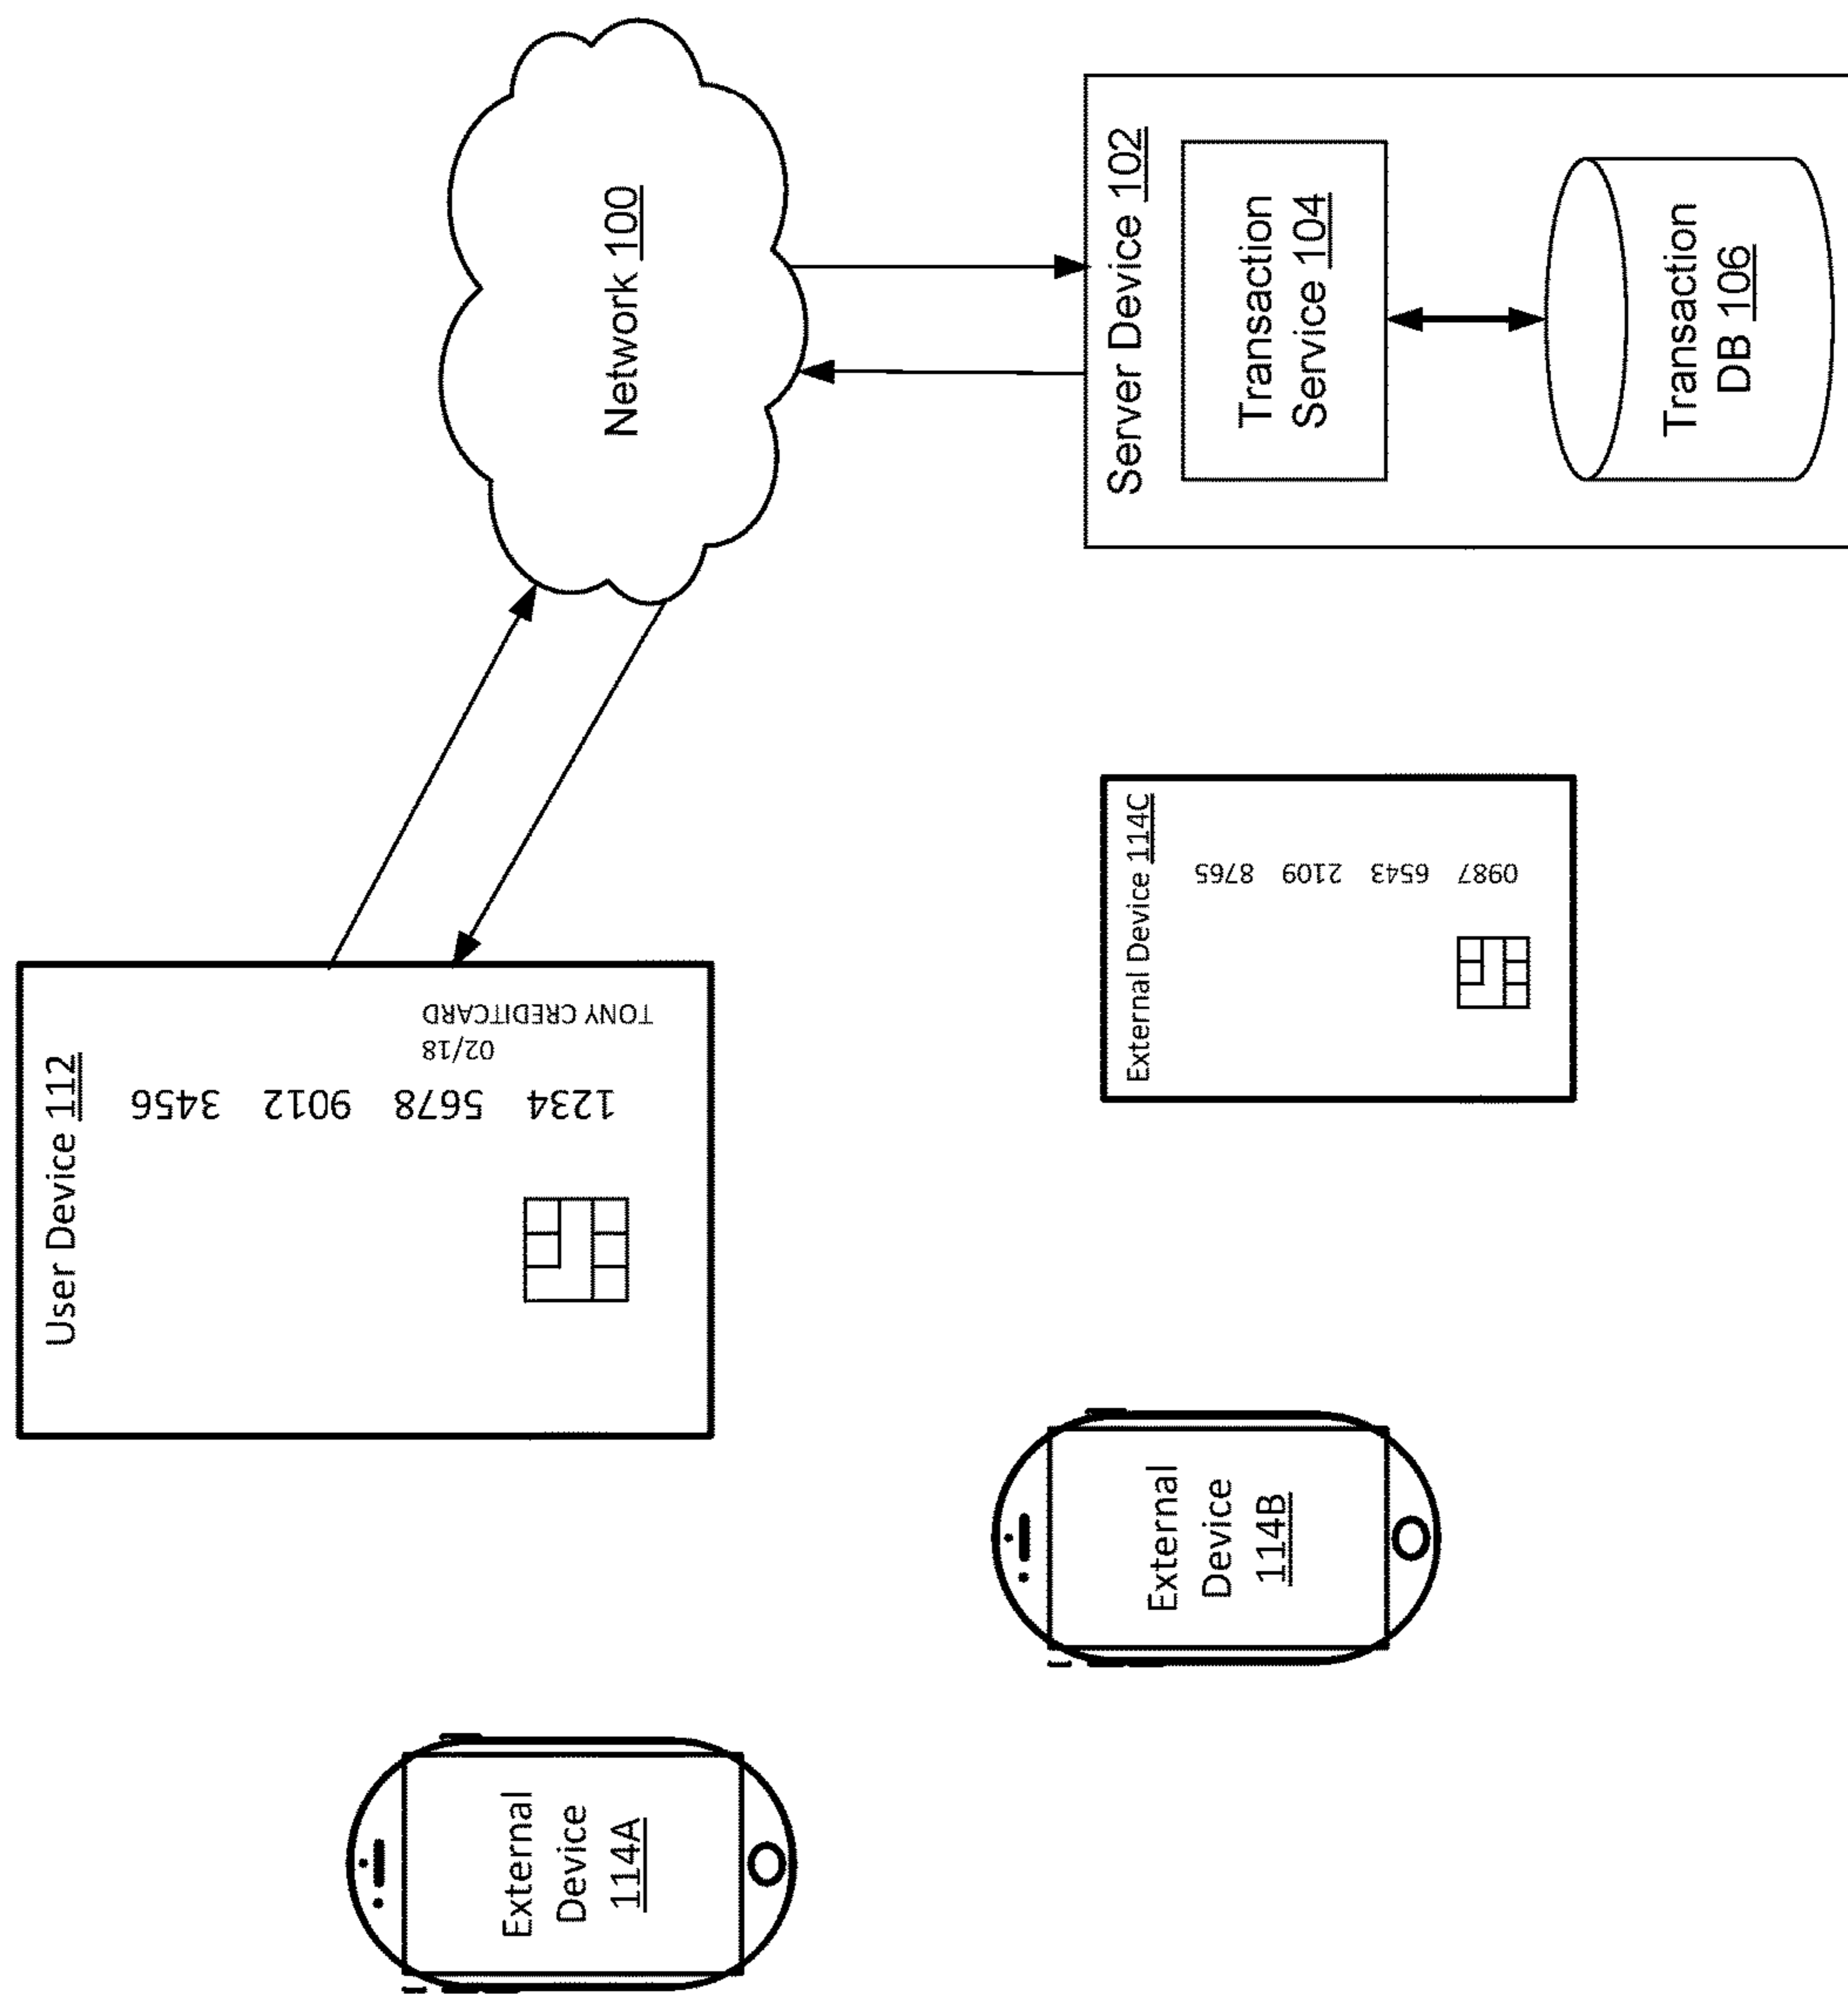 User Device 112
1234 5678 9012 3456
02/18
TONY CREDITCARD
Network 100
External Device 114C
0987 6543 2109 8765
Server Device 102
Transaction
Service 104
Transaction
DB 106
External
Device
114A
External
Device
114B